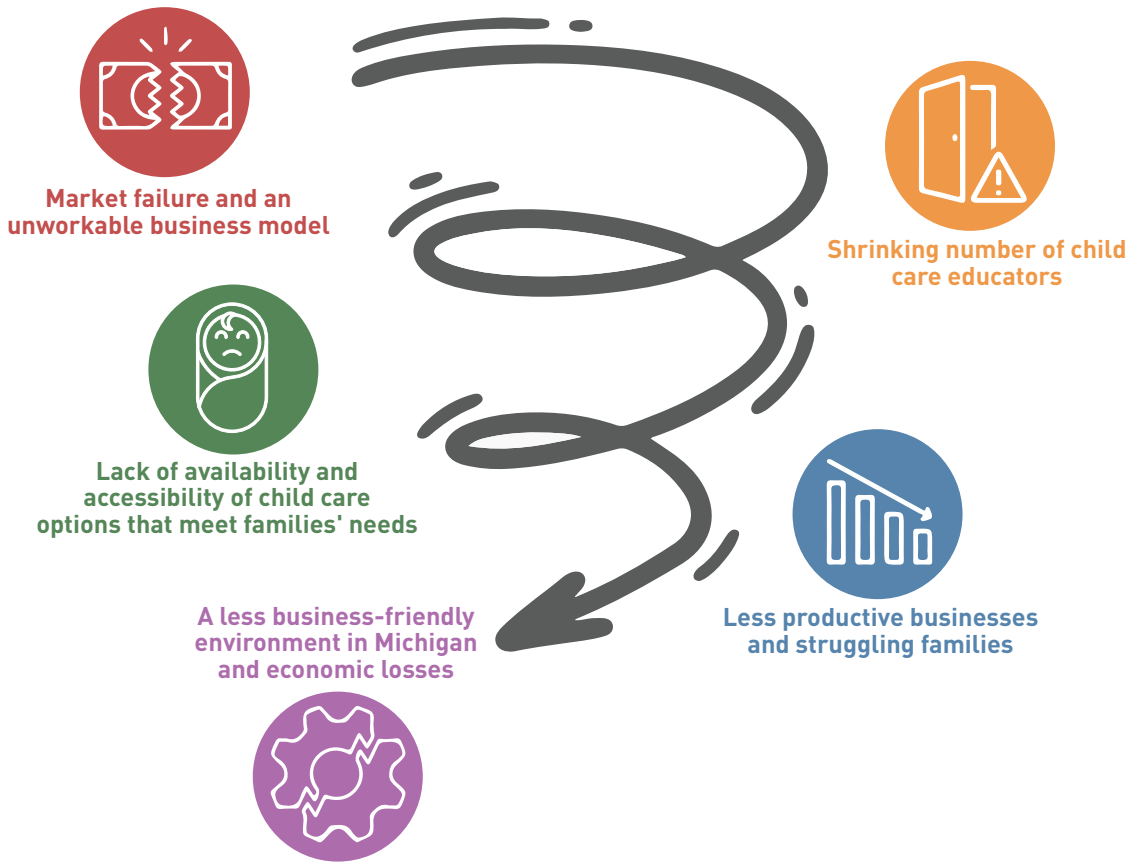 Market failure and an
unworkable business model
Shrinking number of child
care educators
Lack of availability and
accessibility of child care
options that meet families' needs
Less productive businesses
and struggling families
A less business-friendly
environment in Michigan
and economic losses